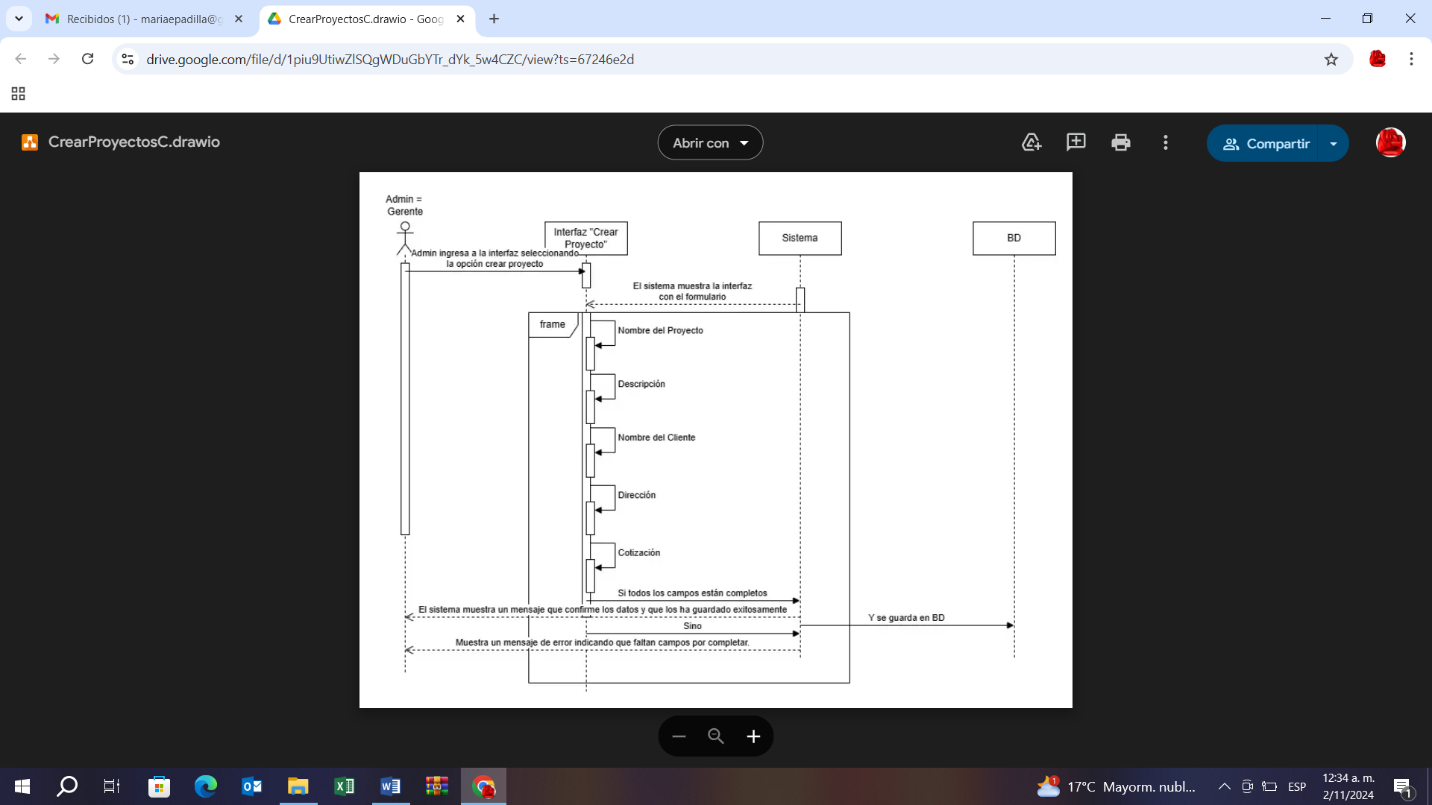 Recibidos (1) - mariaepadilla@g
CrearProyectosC.drawio - Goog
drive.google.com/file/d/1piu9UtiwZlSQgWDuGbYTr_dYk_5w4CZC/view?ts=67246e2d
CrearProyectosC.drawio
Abrir con
Compartir
Admin =
Gerente
Interfaz "Crear
Proyecto"
Sistema
BD
Admin ingresa a la interfaz seleccionando
la opción crear proyecto
El sistema muestra la interfaz
con el formulario
frame
Nombre del Proyecto
Descripción
Nombre del Cliente
Dirección
Cotización
Si todos los campos están completos
El sistema muestra un mensaje que confirme los datos y que los ha guardado exitosamente
Y se guarda en BD
Sino
Muestra un mensaje de error indicando que faltan campos por completar.
1
17°C Mayorm. nubl...
ESP
12:34 a. m.
2/11/2024
1